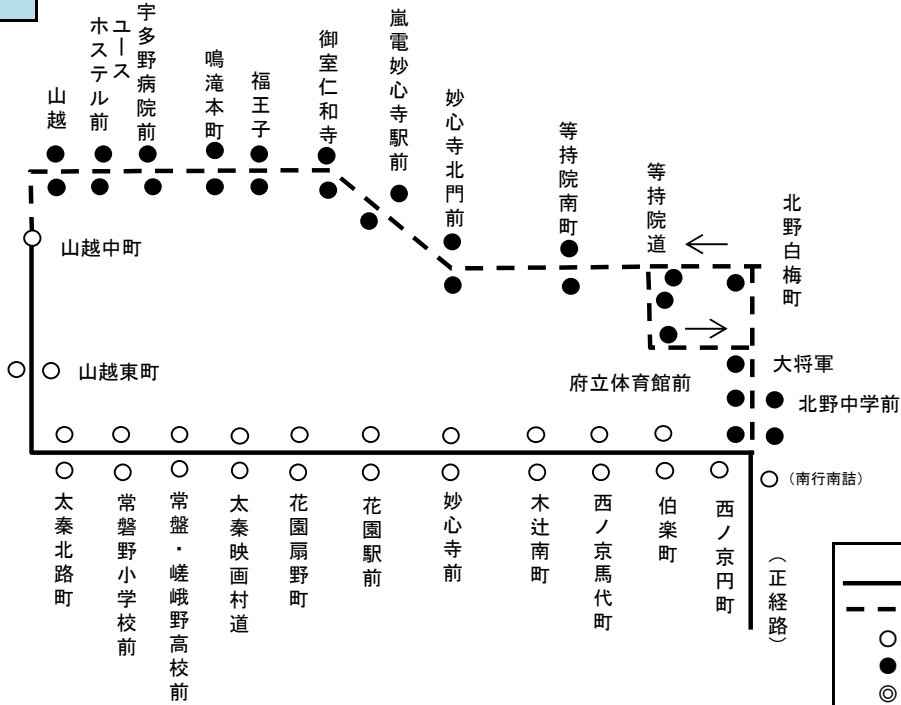 山越
ユース
ホステル前
宇多野病院前
鳴滝本町
福王子
御室仁和寺
嵐電妙心寺駅前
妙心寺北門前
等持院南町
等持院道
北野白梅町
山越中町
山越東町
府立体育館前
大将軍
北野中学前
(南行南詰)
太秦北路町
常磐野小学校前
常盤・嵯峨野高校前
太秦映画村道
花園扇野町
花園駅前
妙心寺前
木辻南町
西ノ京馬代町
伯楽町
西ノ京円町
(正経路)